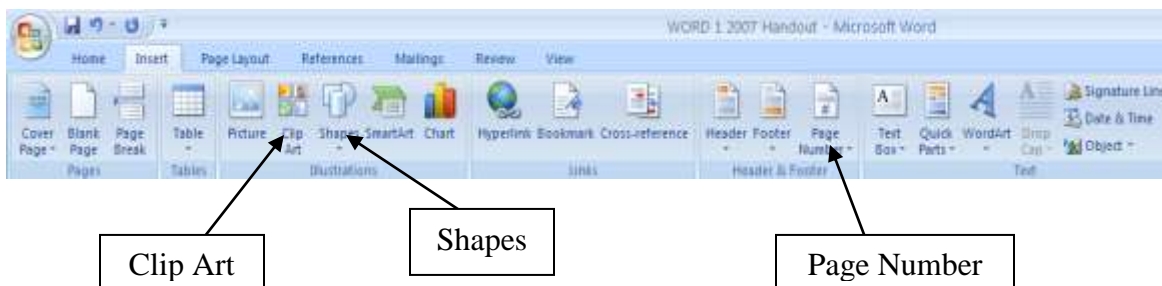 WORD 1 2007 Handout - Microsoft Word
Home Insert Page Layout References Mailings Review View
Cover Page Blank Page Page Break Table Picture Clip Art Shapes SmartArt Chart Hyperlink Bookmark Cross-reference Header Footer Page Number Text Box Quick Parts WordArt Drop Cap Signature Line
Date & Time
Object
Pages Tables Illustrations Links Header & Footer Text
Clip Art Shapes Page Number